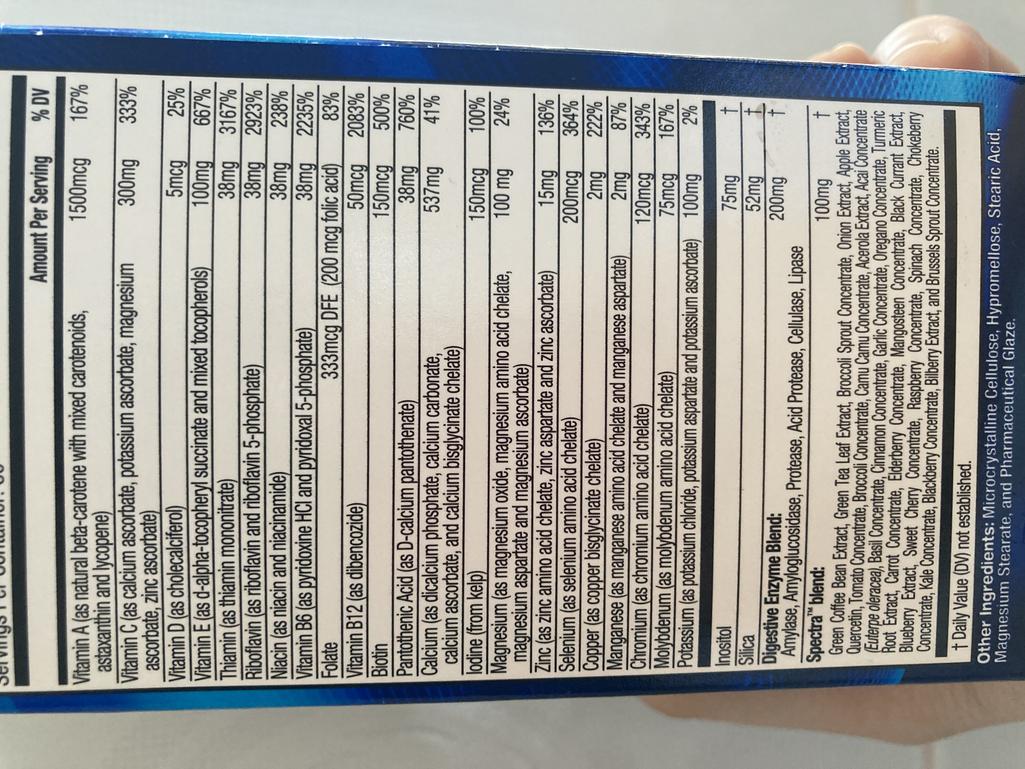 Servings Per Container: 
Amount Per Serving % DV
Vitamin A (as natural beta-carotene with mixed carotenoids, 1500mcg 167%
astaxanthin and lycopene)
Vitamin C (as calcium ascorbate, potassium ascorbate, magnesium 300mg 333%
ascorbate, zinc ascorbate)
Vitamin D (as cholecalciferol) 5mcg 25%
Vitamin E (as d-alpha-tocopheryl succinate and mixed tocopherols) 100mg 667%
Thiamin (as thiamin mononitrate) 38mg 3167%
Riboflavin (as riboflavin and riboflavin 5-phosphate) 38mg 2923%
Niacin (as niacin and niacinamide) 38mg 238%
Vitamin B6 (as pyridoxine HCl and pyridoxal 5-phosphate) 38mg 2235%
Folate 333mcg DFE (200 mcg folic acid) 83%
Vitamin B12 (as dibencozide) 50mcg 2083%
Biotin 150mcg 500%
Pantothenic Acid (as D-calcium pantothenate) 38mg 760%
Calcium (as dicalcium phosphate, calcium carbonate, 537mg 41%
calcium ascorbate, and calcium bisglycinate chelate)
Iodine (from kelp) 150mcg 100%
Magnesium (as magnesium oxide, magnesium amino acid chelate, 100 mg 24%
magnesium aspartate and magnesium ascorbate)
Zinc (as zinc amino acid chelate, zinc aspartate and zinc ascorbate) 15mg 136%
Selenium (as selenium amino acid chelate) 200mcg 364%
Copper (as copper bisglycinate chelate) 2mg 222%
Manganese (as manganese amino acid chelate and manganese aspartate) 2mg 87%
Chromium (as chromium amino acid chelate) 120mcg 343%
Molybdenum (as molybdenum amino acid chelate) 75mcg 167%
Potassium (as potassium chloride, potassium aspartate and potassium ascorbate) 100mg 2%
Inositol 75mg †
Silica 52mg †
Digestive Enzyme Blend: 200mg †
Amylase, Amyloglucosidase, Protease, Acid Protease, Cellulase, Lipase
Spectra™ blend: 100mg †
Green Coffee Bean Extract, Green Tea Leaf Extract, Broccoli Sprout Concentrate, Onion Extract, Apple Extract,
Quercetin, Tomato Concentrate, Broccoli Concentrate, Camu Camu Concentrate, Acerola Extract, Acai Concentrate
(Euterpe oleracea), Basil Concentrate, Cinnamon Concentrate, Garlic Concentrate, Oregano Concentrate, Turmeric
Root Extract, Carrot Concentrate, Elderberry Concentrate, Mangosteen Concentrate, Black Currant Extract,
Blueberry Extract, Sweet Cherry Concentrate, Raspberry Concentrate, Spinach Concentrate, Chokeberry
Concentrate, Kale Concentrate, Blackberry Concentrate, Bilberry Extract, and Brussels Sprout Concentrate.
† Daily Value (DV) not established.
Other Ingredients: Microcrystalline Cellulose, Hypromellose, Stearic Acid,
Magnesium Stearate, and Pharmaceutical Glaze.